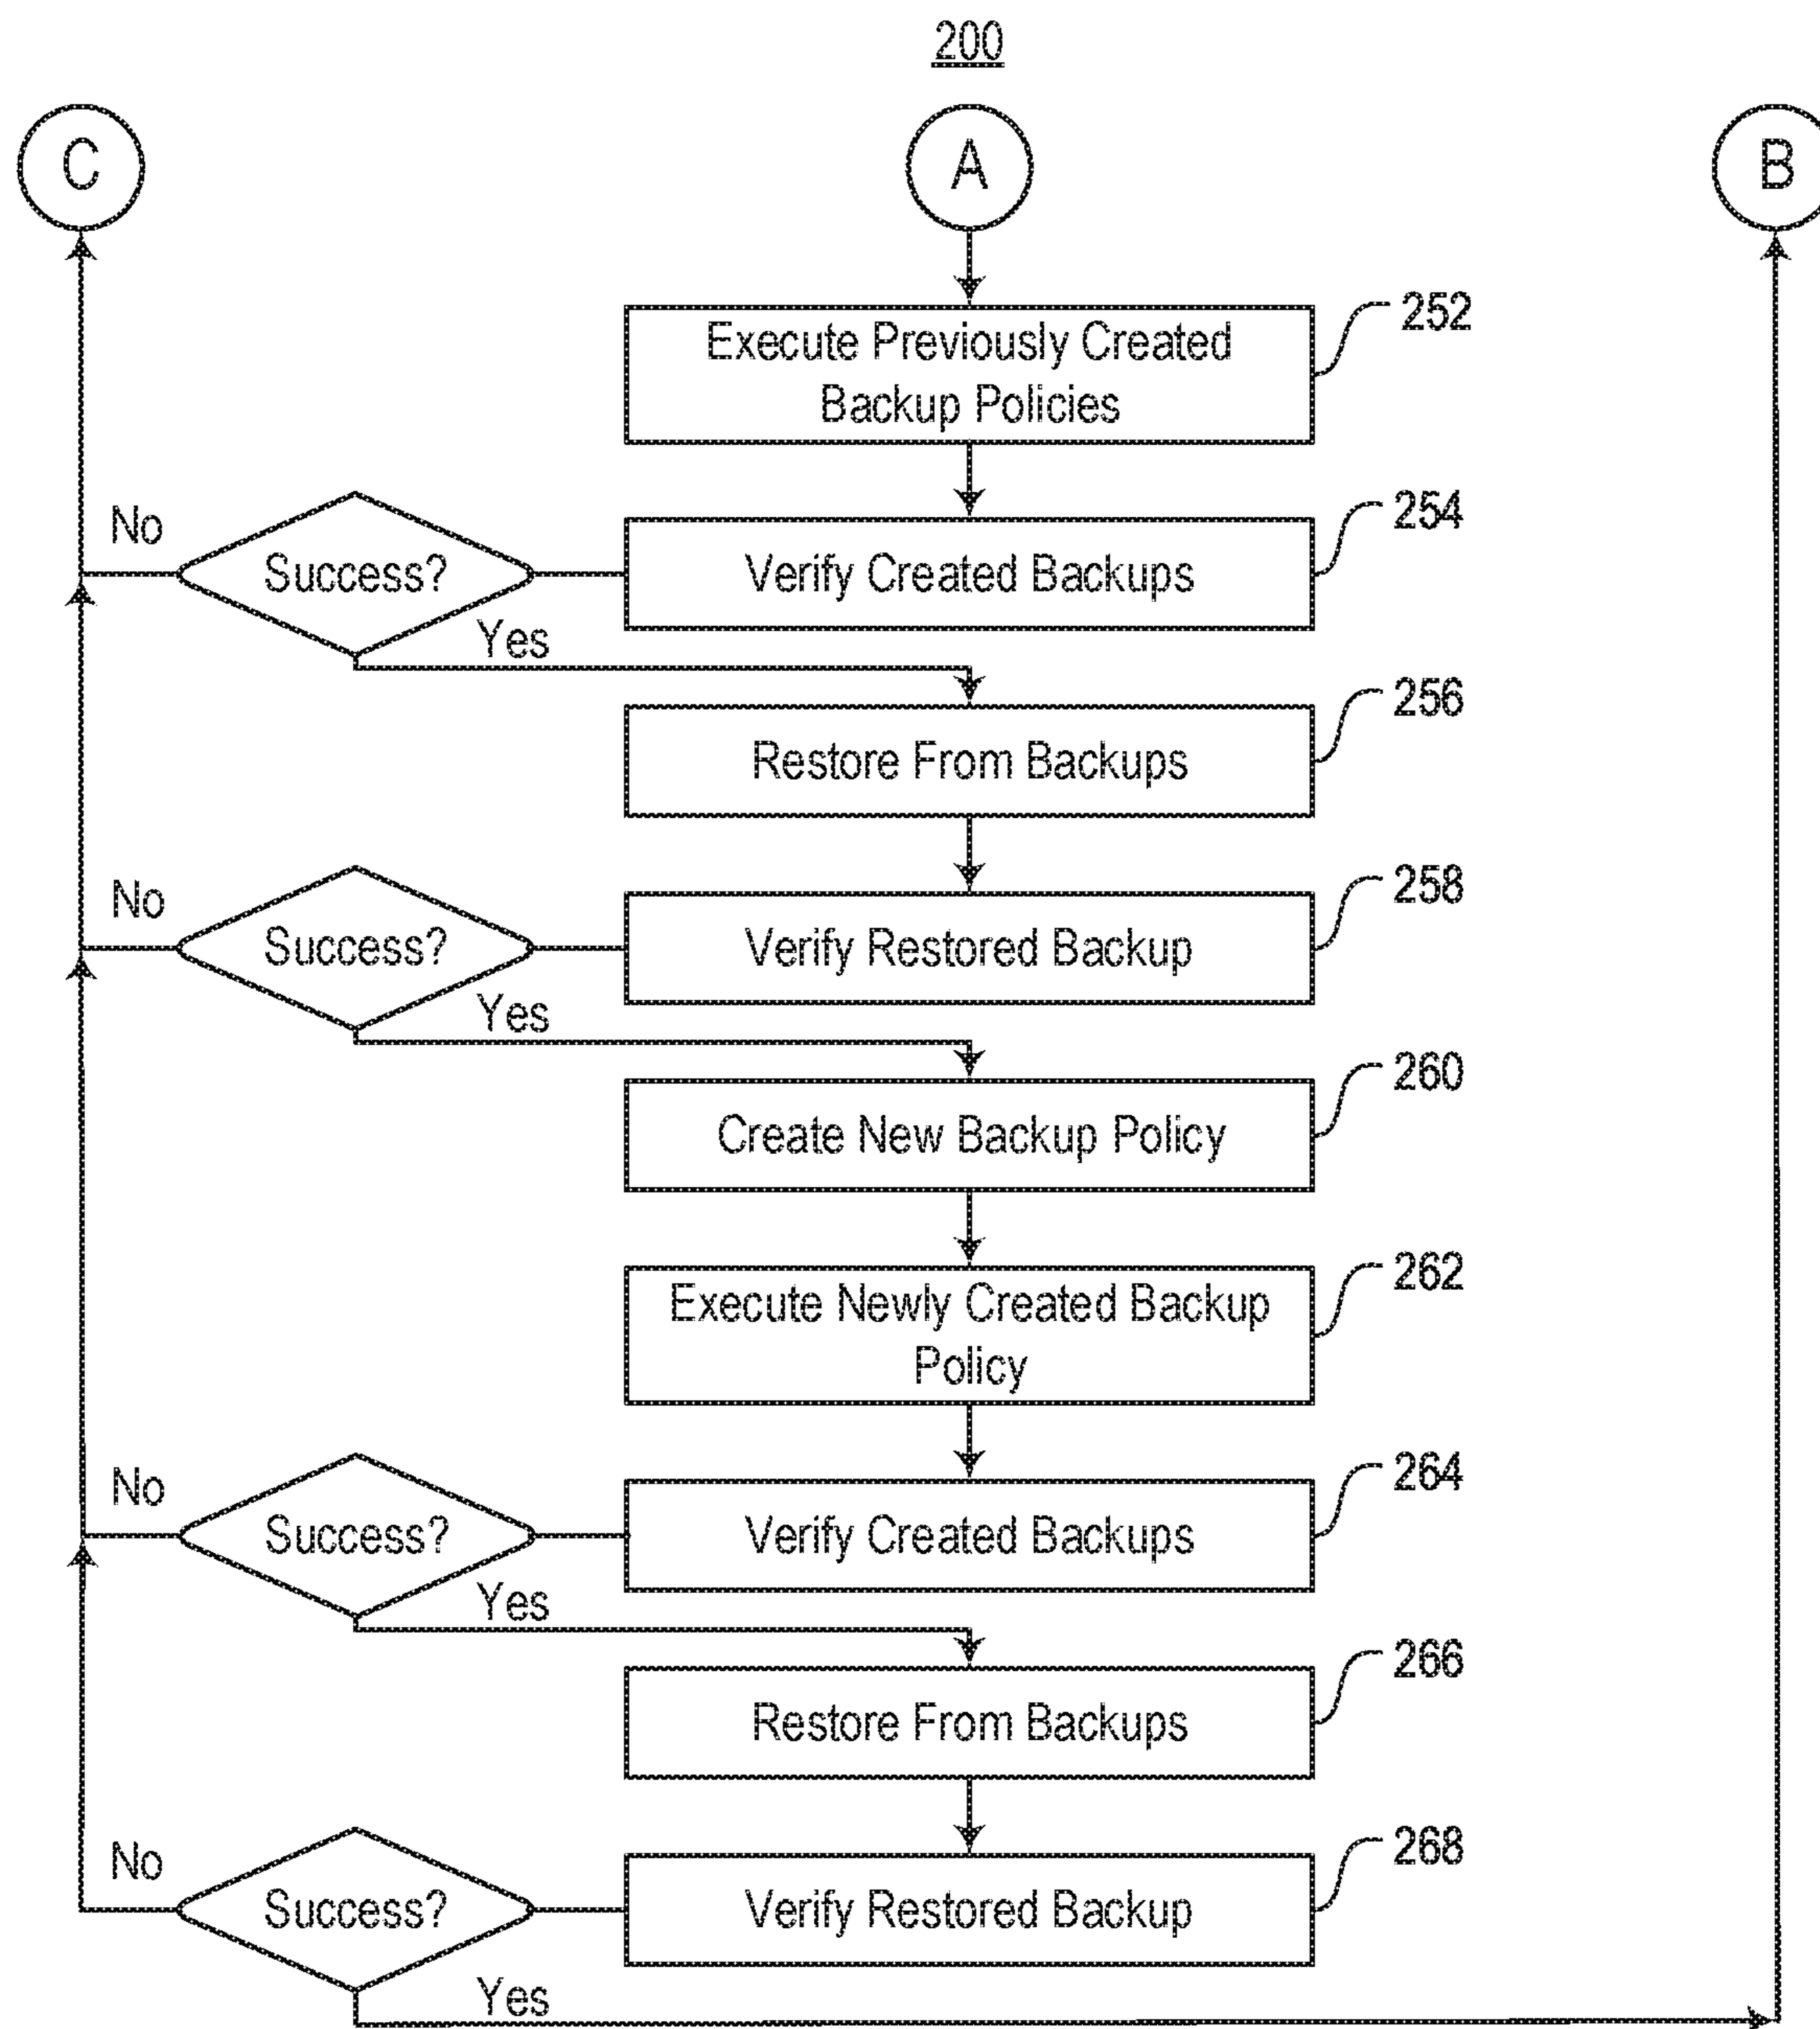 200
C
A
B
Execute Previously Created
Backup Policies
252
No
Success?
Verify Created Backups
254
Yes
Restore From Backups
256
No
Success?
Verify Restored Backup
258
Yes
Create New Backup Policy
260
Execute Newly Created Backup
Policy
262
No
Success?
Verify Created Backups
264
Yes
Restore From Backups
266
No
Success?
Verify Restored Backup
268
Yes